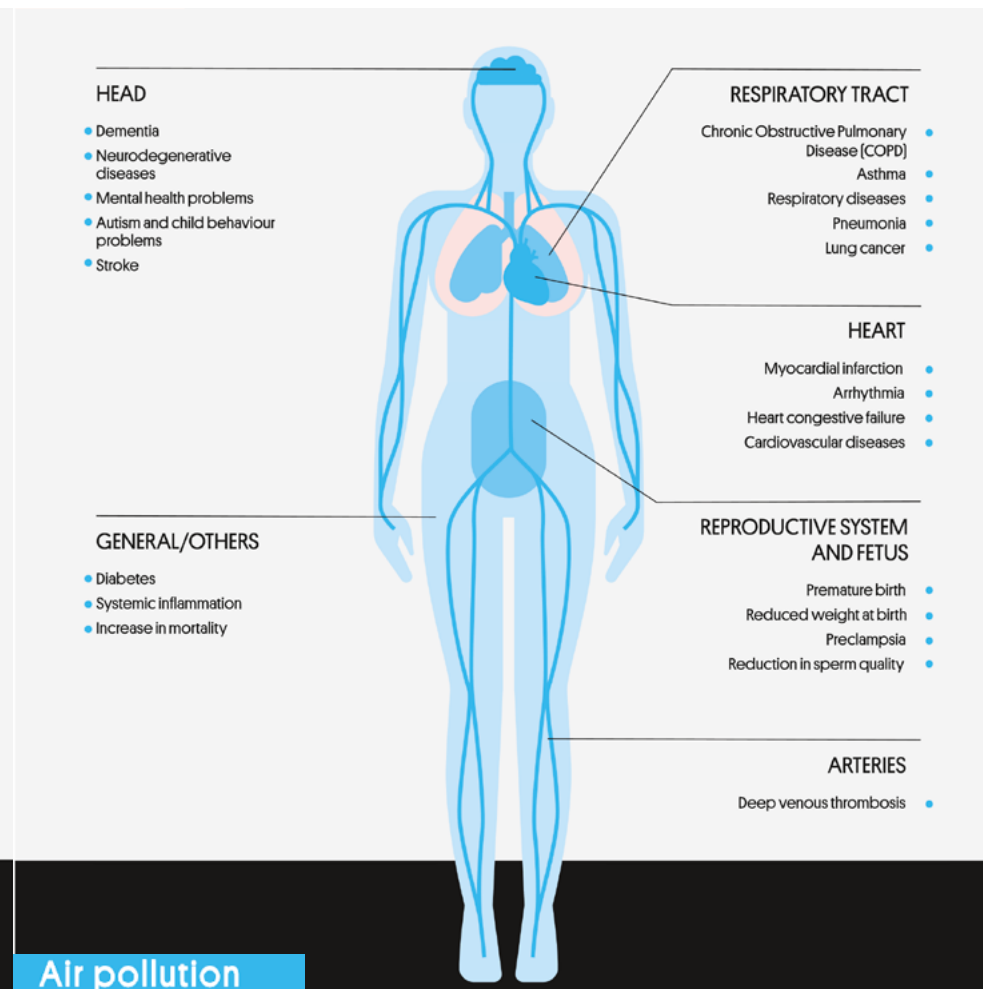 HEAD
Dementia
Neurodegenerative
diseases
Mental health problems
Autism and child behaviour
problems
Stroke
GENERAL/OTHERS
Diabetes
Systemic inflammation
Increase in mortality
RESPIRATORY TRACT
Chronic Obstructive Pulmonary
Disease (COPD)
Asthma
Respiratory diseases
Pneumonia
Lung cancer
HEART
Myocardial infarction
Arrhythmia
Heart congestive failure
Cardiovascular diseases
REPRODUCTIVE SYSTEM
AND FETUS
Premature birth
Reduced weight at birth
Preclampsia
Reduction in sperm quality
ARTERIES
Deep venous thrombosis
Air pollution